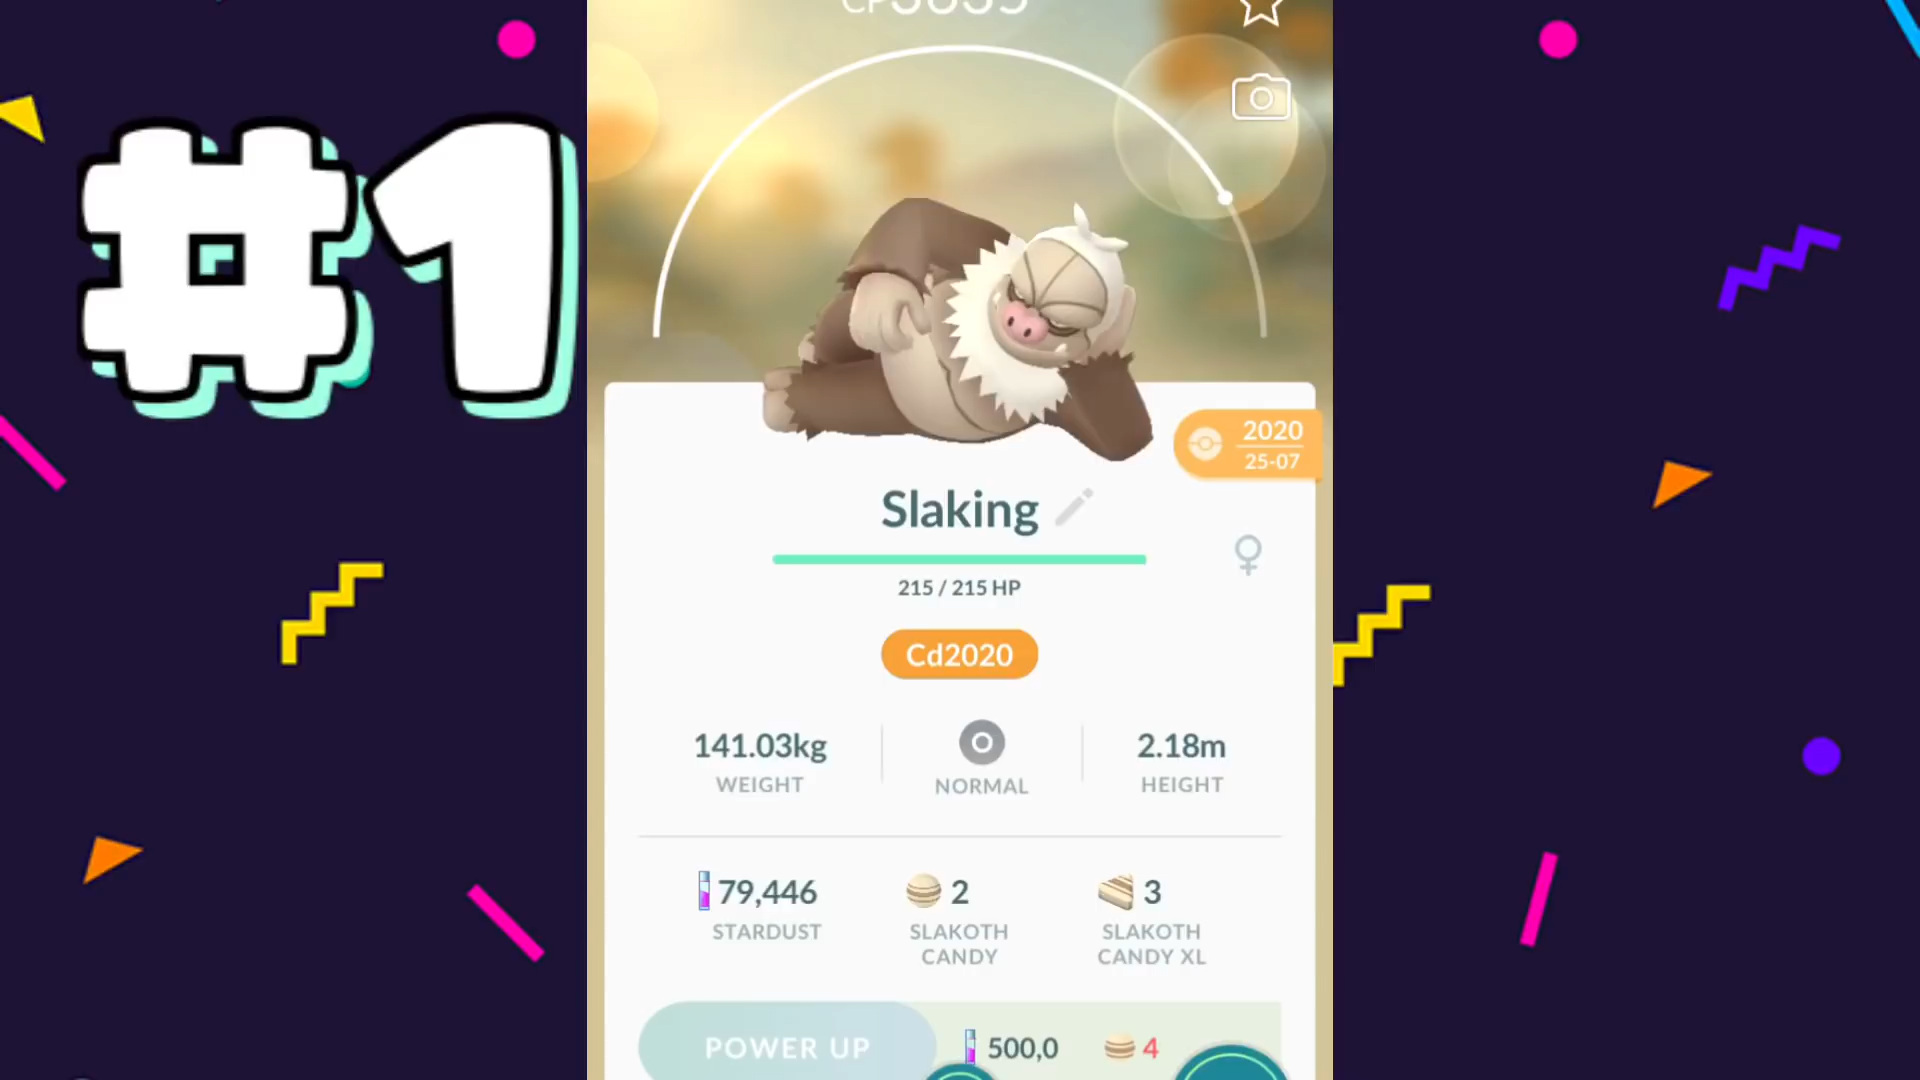 #1
2020
25-07
Slaking
215 / 215 HP
Cd2020
141.03kg
WEIGHT
NORMAL
2.18m
HEIGHT
79,446
STARDUST
2
SLAKOTH
CANDY
3
SLAKOTH
CANDY XL
POWER UP
500,0
4